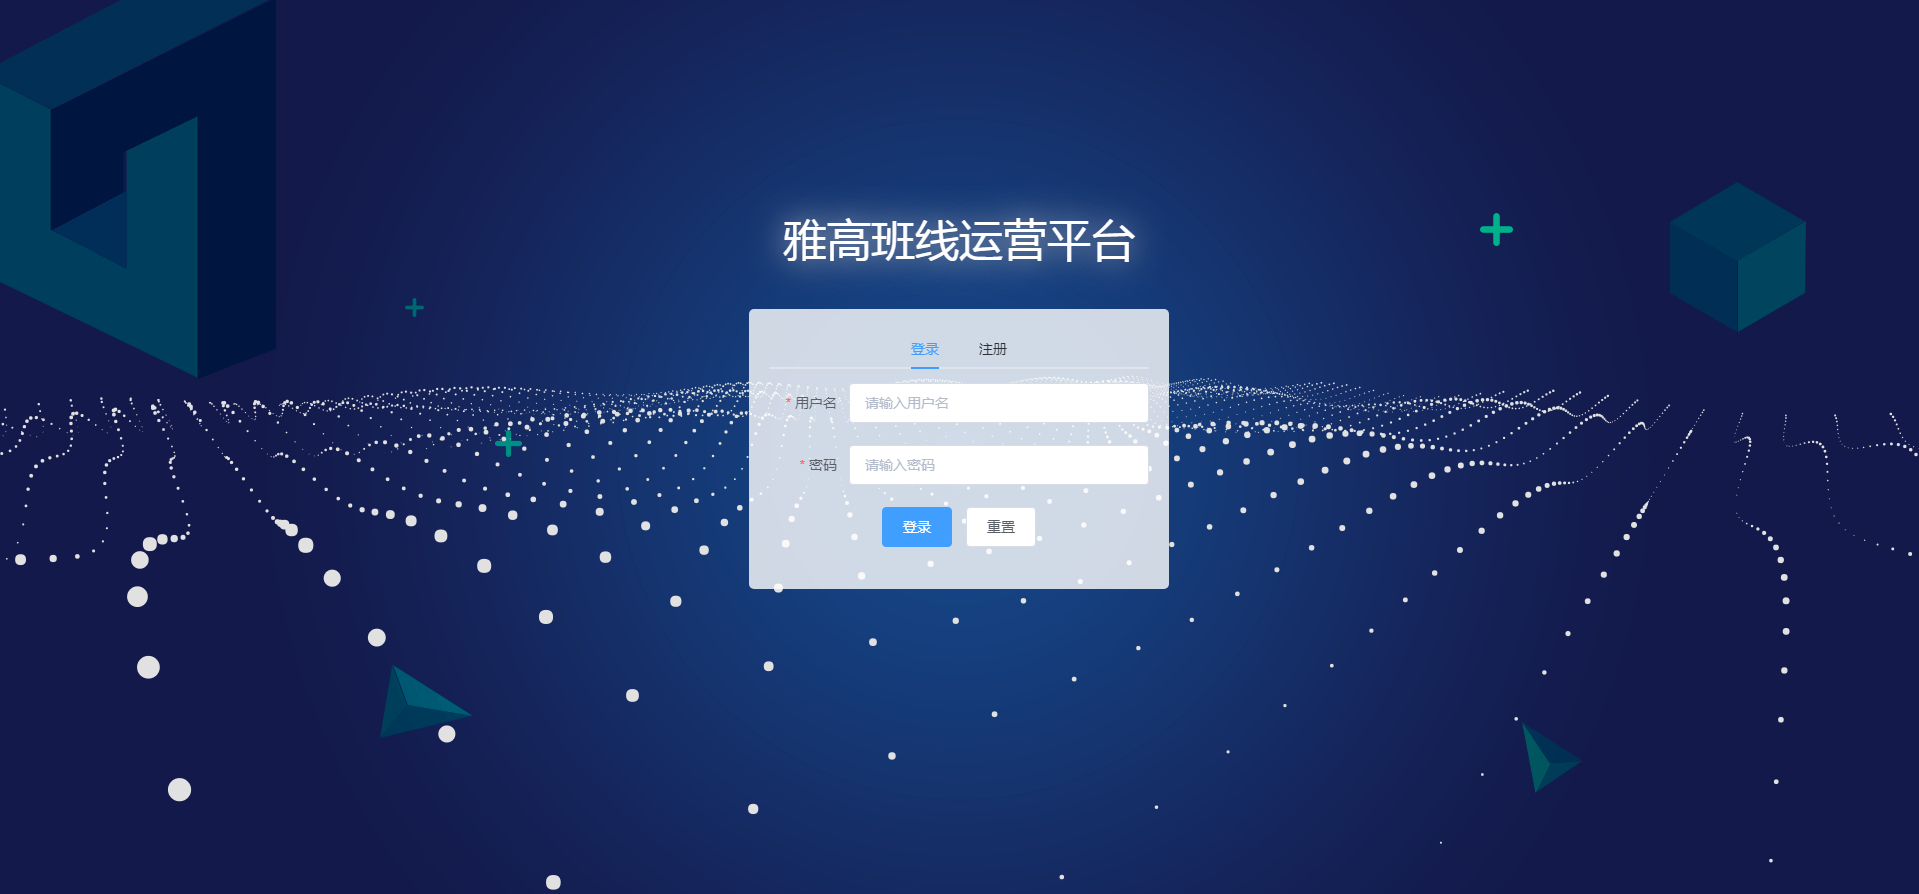 雅高班线运营平台
登录 注册
* 用户名 请输入用户名
* 密码 请输入密码
登录 重置